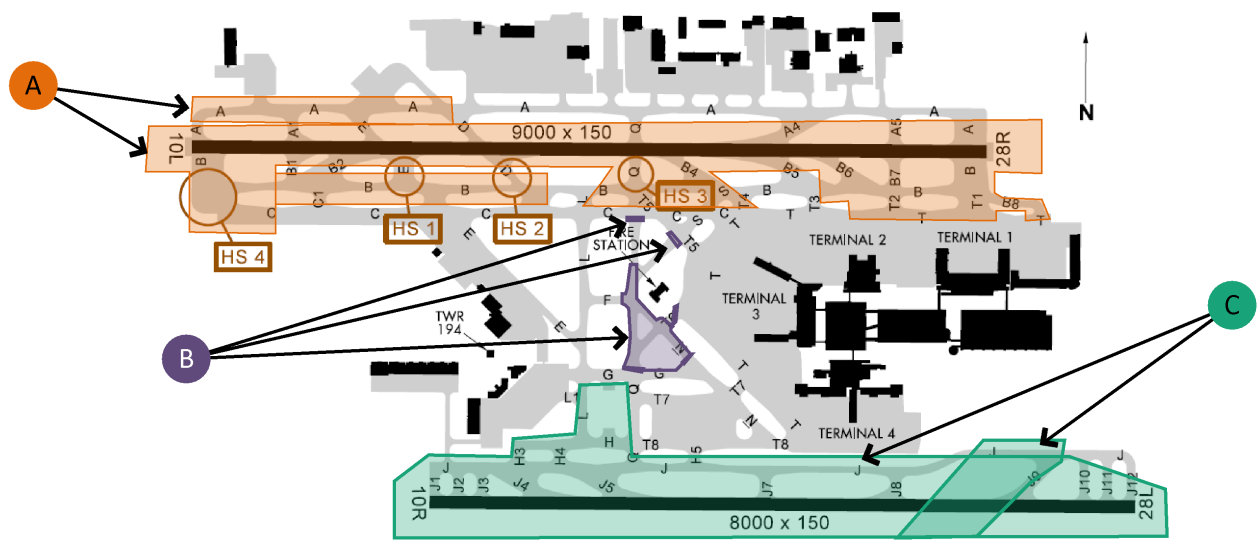 A
A A A A A A
9000 x 150
10L
28R
A A E D Q A4 A5 A
B B1 B2 E D Q B4 B5 B6 B7 B
C1 B B B S B B
HS 3
T5 T4 T3 T2 T1 B8
C C C L C C C T T T
S T
HS 1
HS 2
HS 4
N
FIRE
STATION
T5
E
L
TERMINAL 2
TERMINAL 1
T
TERMINAL
3
F
C
TWR
194
E
B
S
N
T
G G
L1 Q T7 T7
L N T
TERMINAL 4
H T8 T8
H3 H4 Q H5
J J J J
J1 J2 J3 J4 J5 J7 J8 J9 J10 J11 J12
10R
28L
8000 x 150